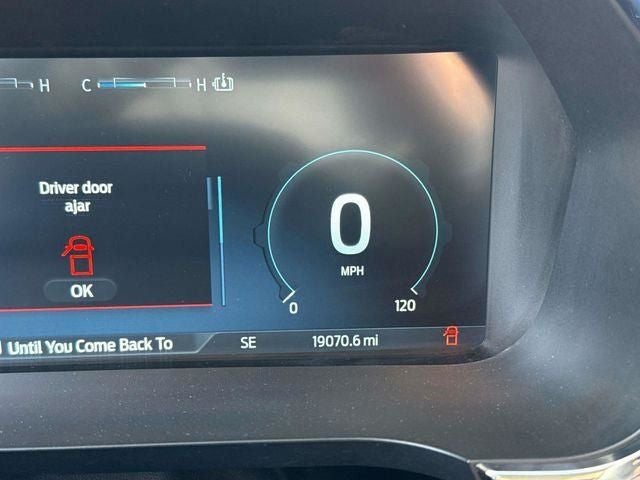 H C H
Driver door
ajar
OK
0
MPH
0 120
Until You Come Back To SE 19070.6 mi